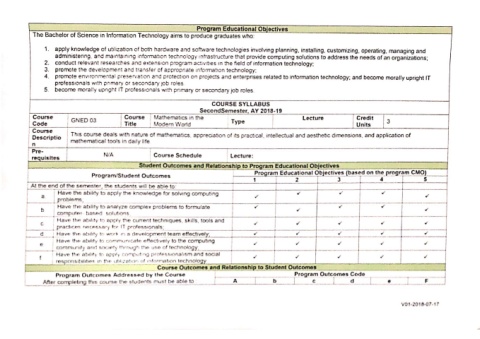 Program Educational Objectives
The Bachelor of Science in Information Technology aims to produce graduates who:
1. apply knowledge of utilization of both hardware and software technologies involving planning, installing, customizing, operating, managing and
administering, and maintaining information technology infrastructure that provide computing solutions to address the needs of an organizations;
2. conduct relevant researches and extension program activities in the field of information technology;
3. promote the development and transfer of appropriate information technology;
4. promote environmental preservation and protection on projects and enterprises related to information technology; and become morally upright IT
professionals with primary or secondary job roles.
5. become morally upright IT professionals with primary or secondary job roles.
COURSE SYLLABUS
SecondSemester, AY 2018-19
Course Code GNED 03 Course Title Mathematics in the Modern World Type Lecture Credit Units 3
Course Descriptio n This course deals with nature of mathematics, appreciation of its practical, intellectual and aesthetic dimensions, and application of
mathematical tools in daily life
Pre-requisites N/A Course Schedule Lecture:
Student Outcomes and Relationship to Program Educational Objectives
Program/Student Outcomes Program Educational Objectives (based on the program CMO)
1 2 3 4 5
At the end of the semester, the students will be able to:
a Have the ability to apply the knowledge for solving computing
problems; ✓ ✓ ✓ ✓ ✓
b Have the ability to analyze complex problems to formulate
computer based solutions ✓ ✓ ✓ ✓ ✓
c Have the ability to apply the current techniques, skills, tools and
practices necessary for IT professionals; ✓ ✓ ✓ ✓ ✓
d Have the ability to work in a development team effectively; ✓ ✓ ✓ ✓ ✓
e Have the ability to communicate effectively to the computing
community and society through the use of technology ✓ ✓ ✓ ✓ ✓
f Have the ability to apply computing professionalism and social
responsibilities in the utilization of information technology ✓ ✓ ✓ ✓ ✓
Course Outcomes and Relationship to Student Outcomes
Program Outcomes Addressed by the Course Program Outcomes Code
After completing this course the students must be able to A b c d e F
V01-2018-07-17